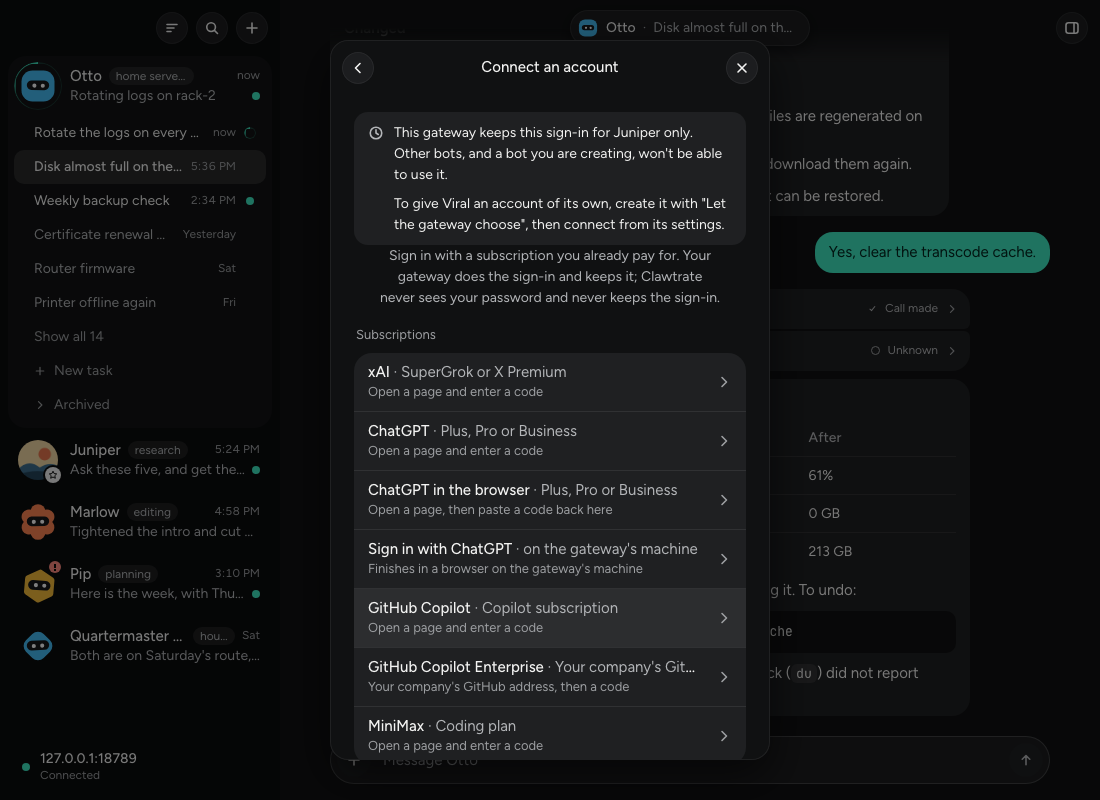 Otto
home serve...
now
Rotating logs on rack-2
Rotate the logs on every ...
now
Disk almost full on the...
5:36 PM
Weekly backup check
2:34 PM
Certificate renewal ...
Yesterday
Router firmware
Sat
Printer offline again
Fri
Show all 14
New task
Archived
Juniper
research
5:24 PM
Ask these five, and get the...
Marlow
editing
4:58 PM
Tightened the intro and cut ...
Pip
planning
3:10 PM
Here is the week, with Thu...
Quartermaster ...
hou...
Sat
Both are on Saturday's route,...
127.0.0.1:18789
Connected
Otto · Disk almost full on th...
Connect an account
This gateway keeps this sign-in for Juniper only.
Other bots, and a bot you are creating, won't be able
to use it.
To give Viral an account of its own, create it with "Let
the gateway choose", then connect from its settings.
Sign in with a subscription you already pay for. Your
gateway does the sign-in and keeps it; Clawtrate
never sees your password and never keeps the sign-in.
Subscriptions
xAI · SuperGrok or X Premium
Open a page and enter a code
ChatGPT · Plus, Pro or Business
Open a page and enter a code
ChatGPT in the browser · Plus, Pro or Business
Open a page, then paste a code back here
Sign in with ChatGPT · on the gateway's machine
Finishes in a browser on the gateway's machine
GitHub Copilot · Copilot subscription
Open a page and enter a code
GitHub Copilot Enterprise · Your company's Git...
Your company's GitHub address, then a code
MiniMax · Coding plan
Open a page and enter a code
iles are regenerated on
download them again.
can be restored.
Yes, clear the transcode cache.
Call made
Unknown
After
61%
0 GB
213 GB
g it. To undo:
che
ck (du) did not report
Message Otto